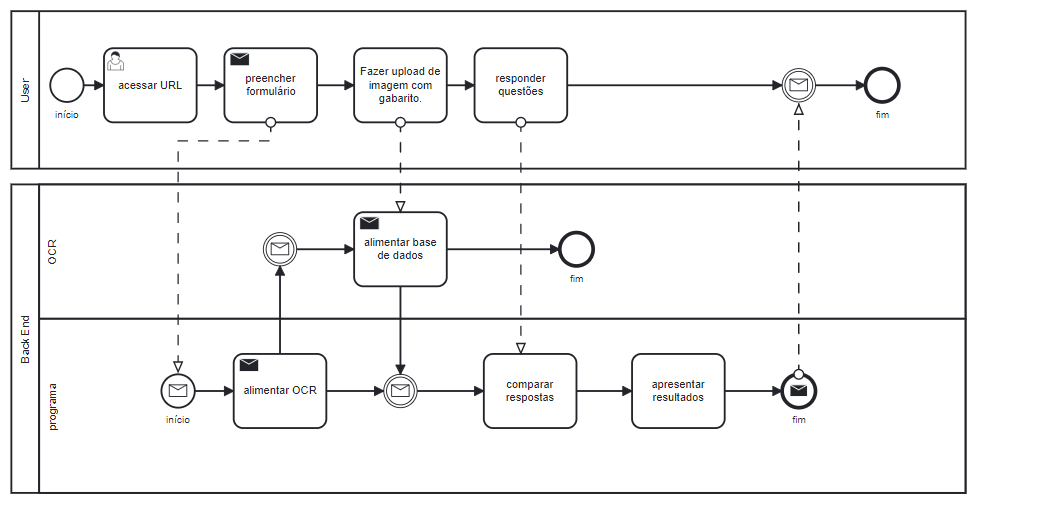 User
início
acessar URL
preencher
formulário
Fazer upload de
imagem com
gabarito.
responder
questões
fim
Back End
OCR
alimentar base
de dados
fim
programa
início
alimentar OCR
comparar
respostas
apresentar
resultados
fim